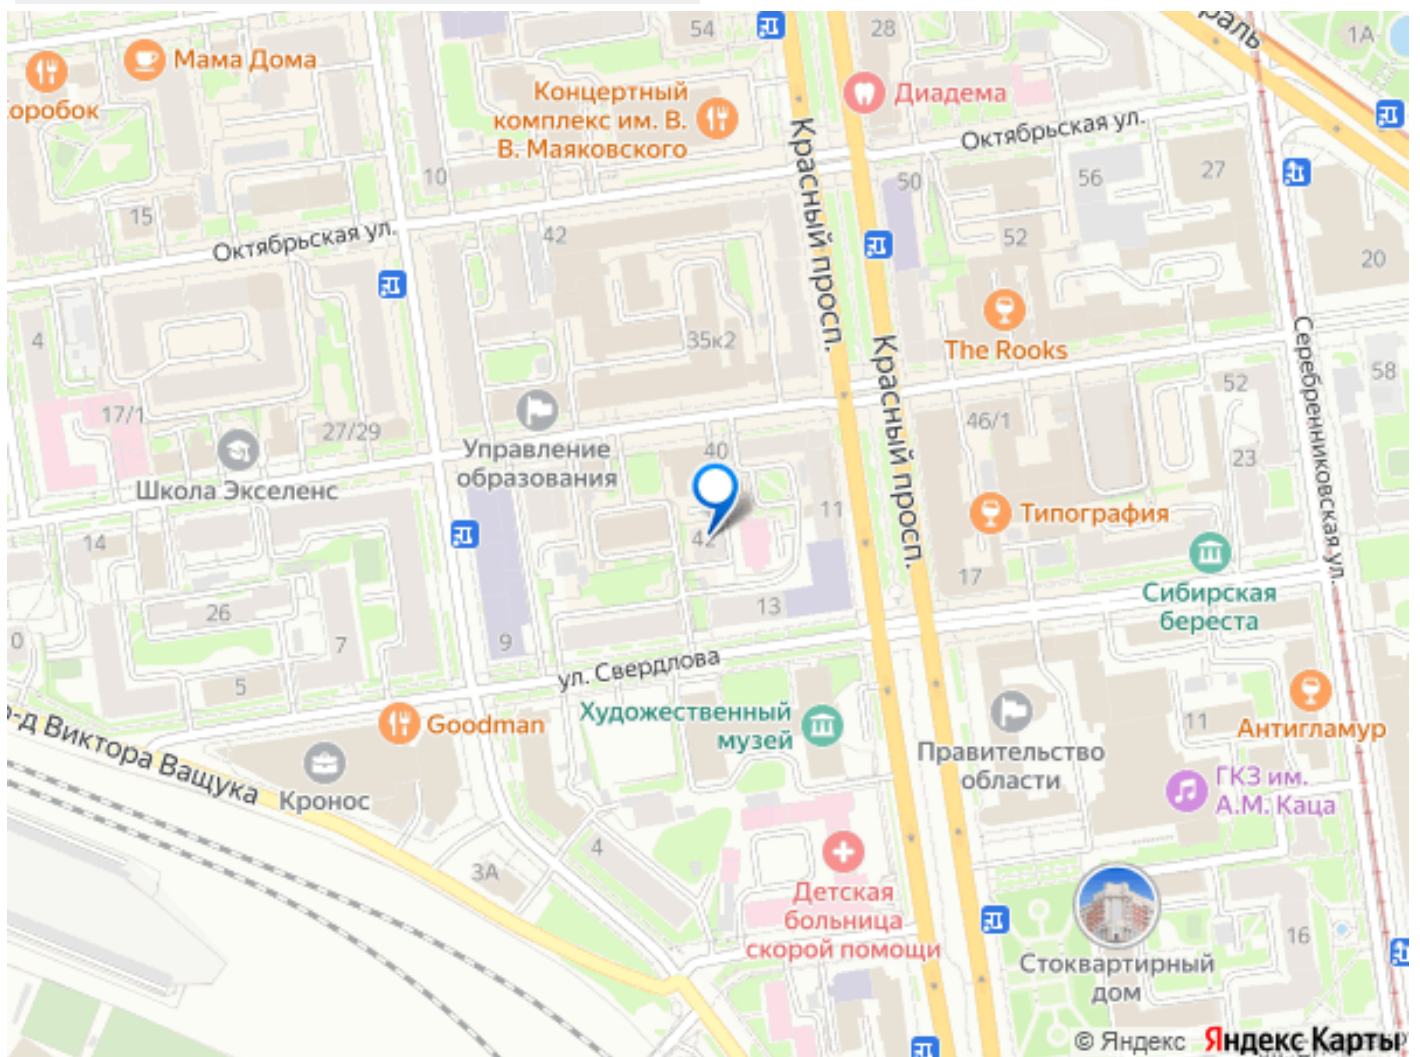 54
28
1А
Мама Дома
Концертный
комплекс им. В.
В. Маяковского
Диадема
Октябрьская ул.
Красный просп.
10
50
56
27
15
Октябрьская ул.
42
52
20
4
35к2
The Rooks
Красный просп.
Серебренниковская ул.
52
58
17/1
27/29
Управление
образования
40
46/1
23
Школа Экселенс
11
Типография
14
42
17
Сибирская
береста
26
13
7
9
ул. Свердлова
5
Goodman
Художественный
музей
Правительство
области
11
Антигламур
Виктора Ващука
Кронос
ГКЗ им.
А.М. Каца
4
3А
Детская
больница
скорой помощи
Стоквартирный
дом
16
© Яндекс Яндекс Карты